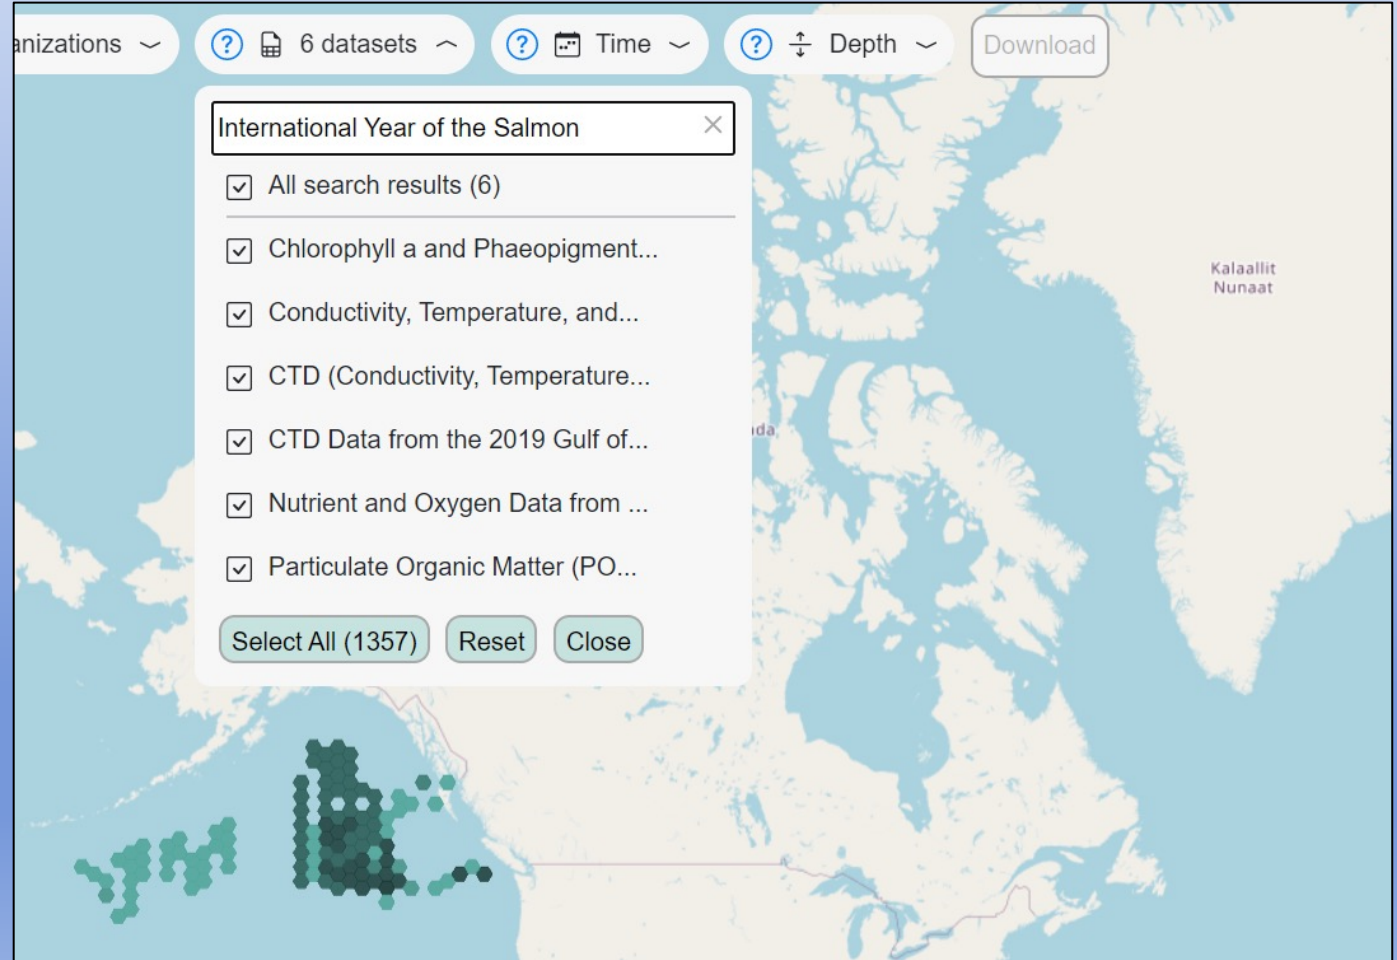 anizations
6 datasets
Time
Depth
Download
International Year of the Salmon
All search results (6)
Chlorophyll a and Phaeopigment...
Conductivity, Temperature, and...
CTD (Conductivity, Temperature...
CTD Data from the 2019 Gulf of...
Nutrient and Oxygen Data from ...
Particulate Organic Matter (PO...
Select All (1357)
Reset
Close
Kalaallit
Nunaat
da